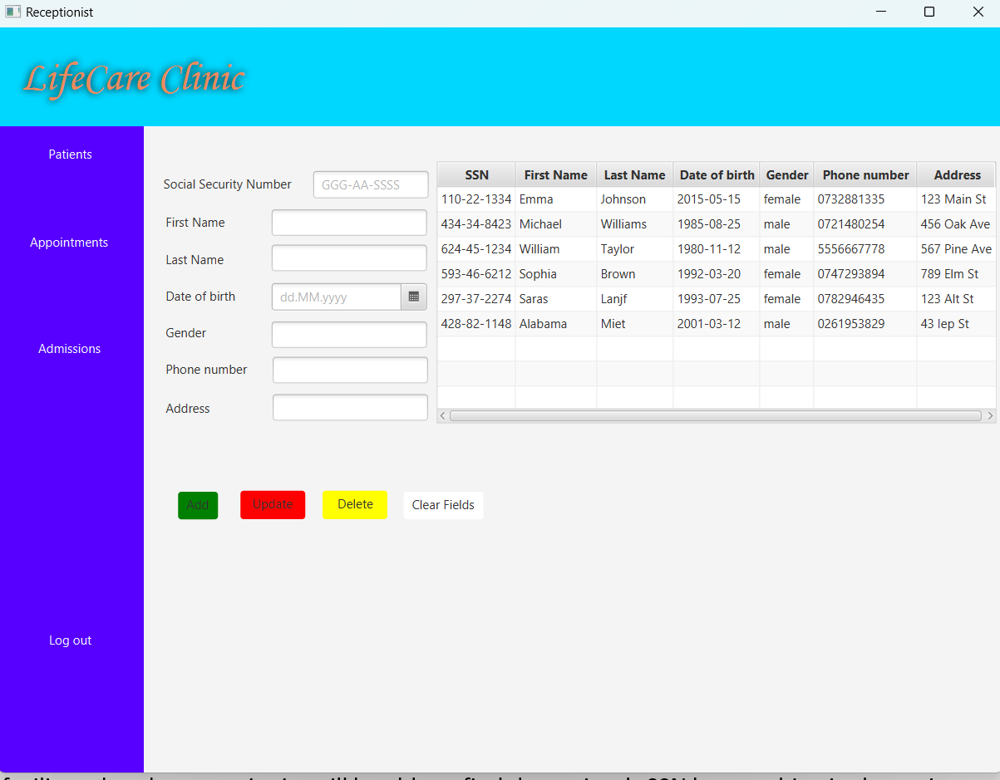 Receptionist
LifeCare Clinic
Patients
Appointments
Admissions
Log out
Social Security Number GGG-AA-SSSS
First Name
Last Name
Date of birth dd.MM.yyyy
Gender
Phone number
Address
SSN First Name Last Name Date of birth Gender Phone number Address
110-22-1334 Emma Johnson 2015-05-15 female 0732881335 123 Main St
434-34-8423 Michael Williams 1985-08-25 male 0721480254 456 Oak Ave
624-45-1234 William Taylor 1980-11-12 male 5556667778 567 Pine Ave
593-46-6212 Sophia Brown 1992-03-20 female 0747293894 789 Elm St
297-37-2274 Saras Lanjf 1993-07-25 female 0782946435 123 Alt St
428-82-1148 Alabama Miet 2001-03-12 male 0261953829 43 lep St
Add Update Delete Clear Fields